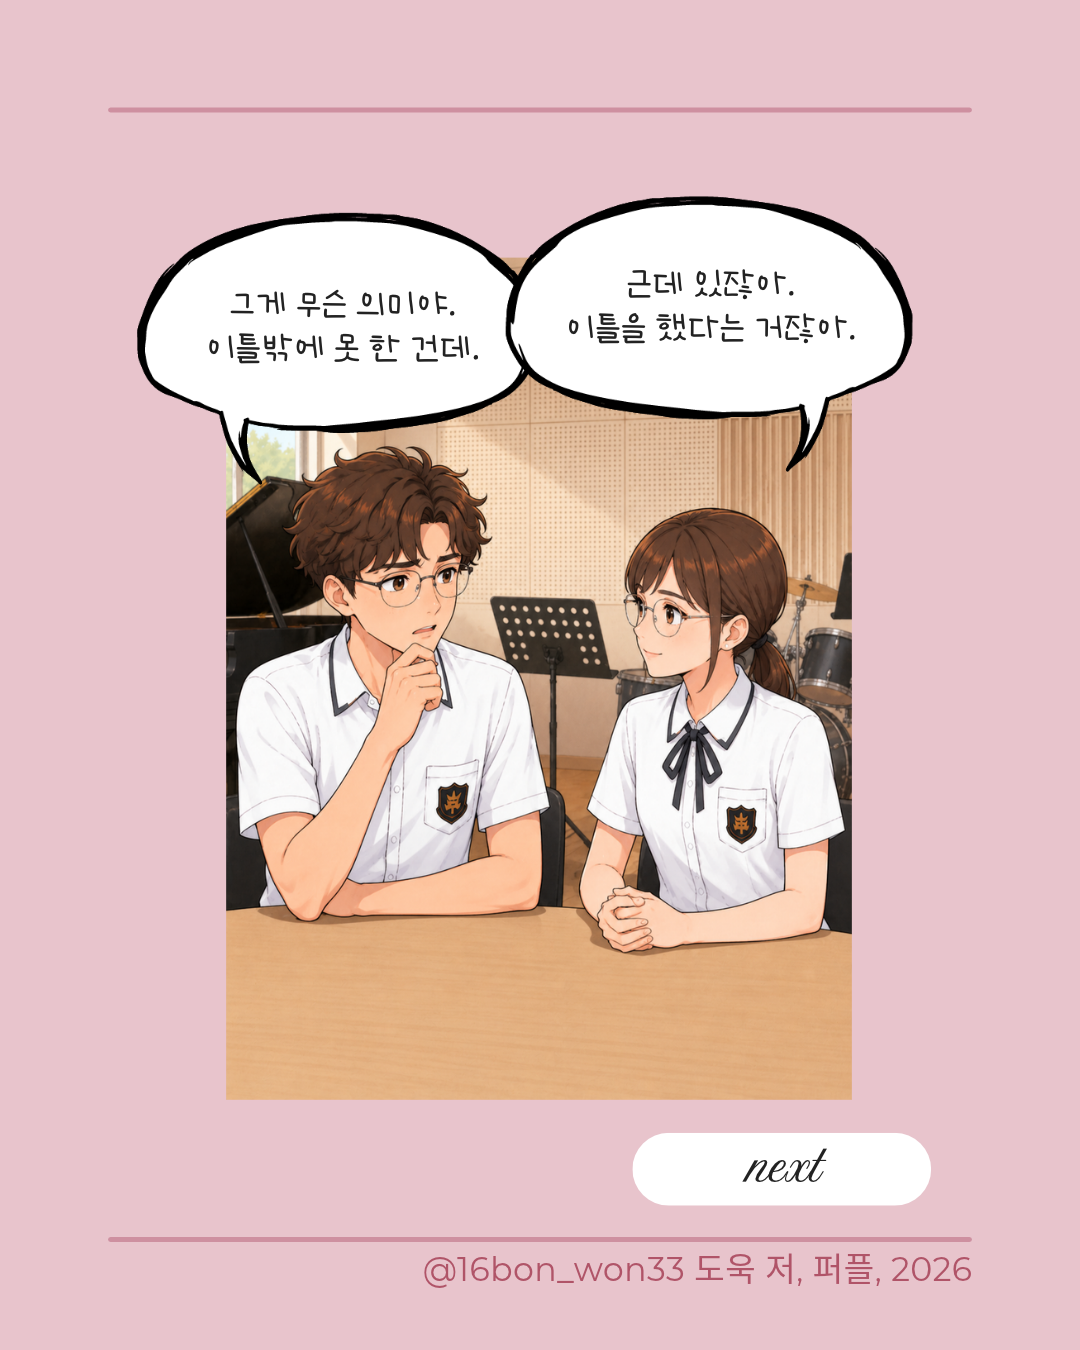 그게 무슨 의미야.
이틀밖에 못 한 건데.
근데 있잖아.
이틀을 했다는 거잖아.
next
@16bon_won33 도욱 저, 퍼플, 2026